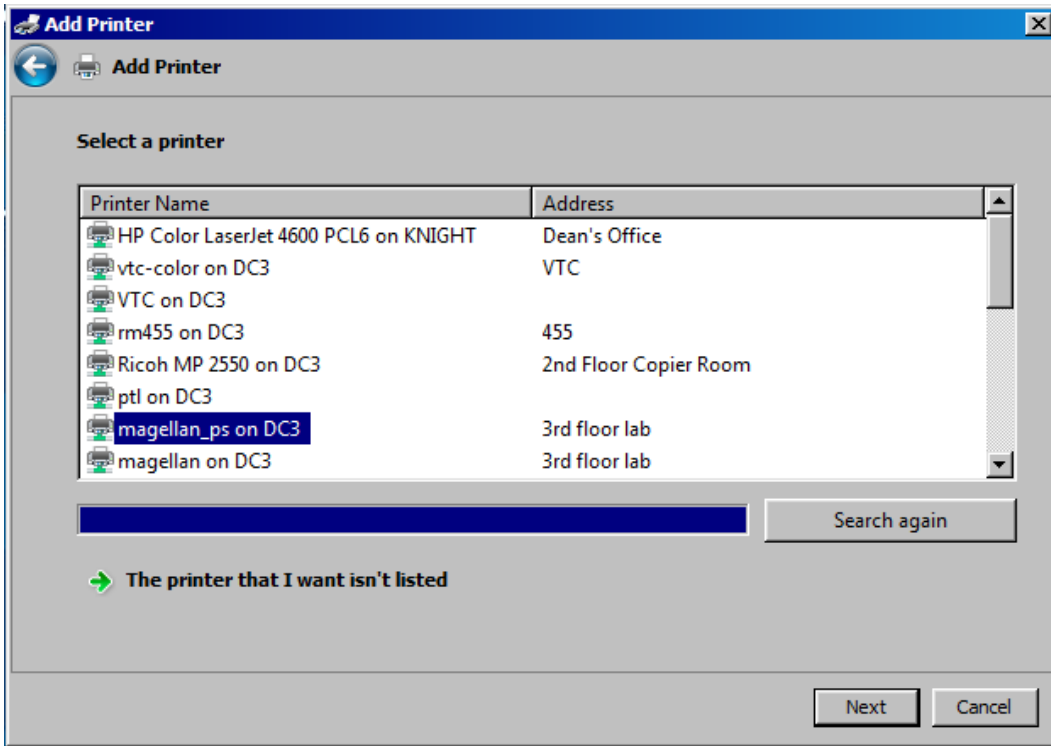 Add Printer
Add Printer
Select a printer
Printer Name Address
HP Color LaserJet 4600 PCL6 on KNIGHT Dean's Office
vtc-color on DC3 VTC
VTC on DC3
rm455 on DC3 455
Ricoh MP 2550 on DC3 2nd Floor Copier Room
ptl on DC3
magellan_ps on DC3 3rd floor lab
magellan on DC3 3rd floor lab
Search again
The printer that I want isn't listed
Next Cancel